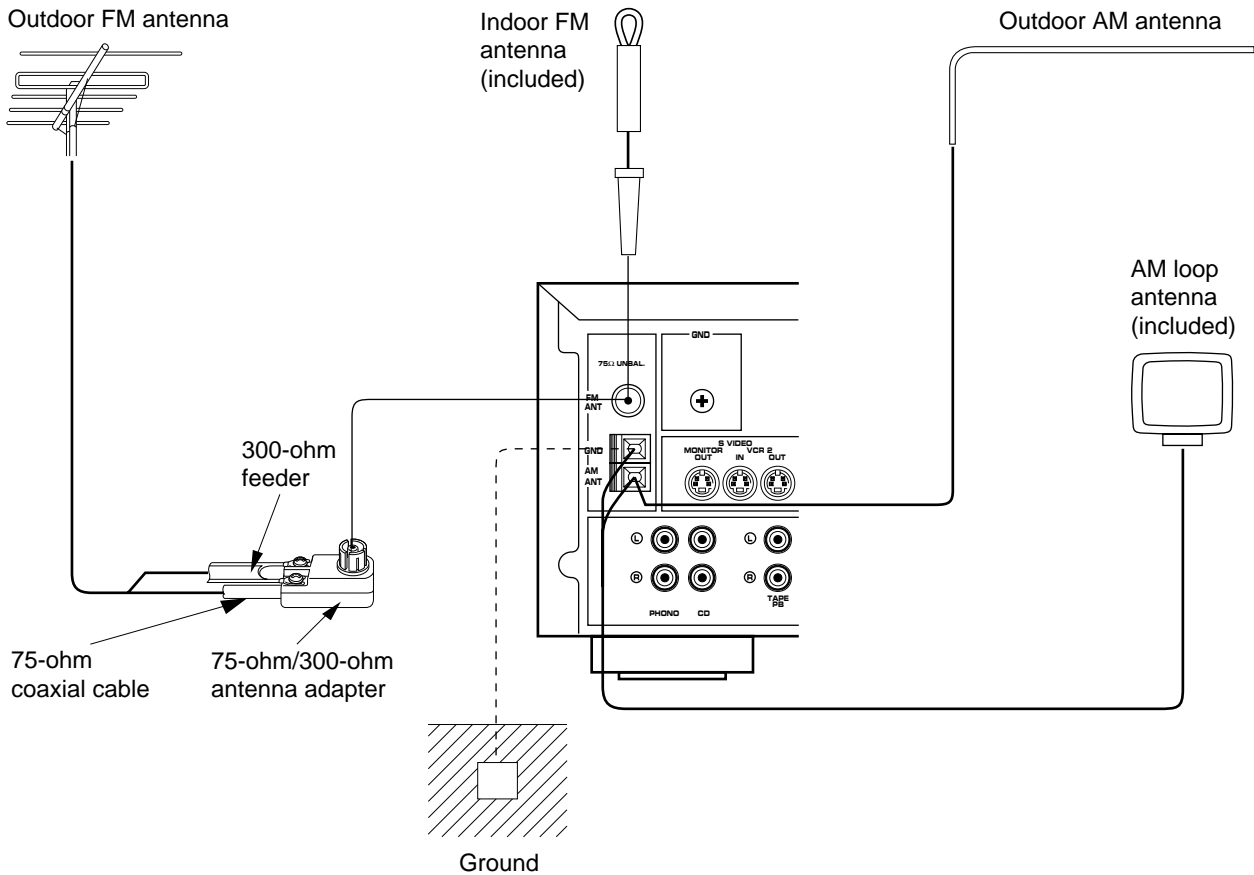 Outdoor FM antenna
Indoor FM
antenna
(included)
Outdoor AM antenna
AM loop
antenna
(included)
GND
75Ω UNBAL.
FM
ANT
GND
AM
ANT
S VIDEO
MONITOR
OUT
VCR 2
IN
OUT
L
L
R
R
PHONO
CD
TAPE
PB
300-ohm
feeder
75-ohm
coaxial cable
75-ohm/300-ohm
antenna adapter
Ground